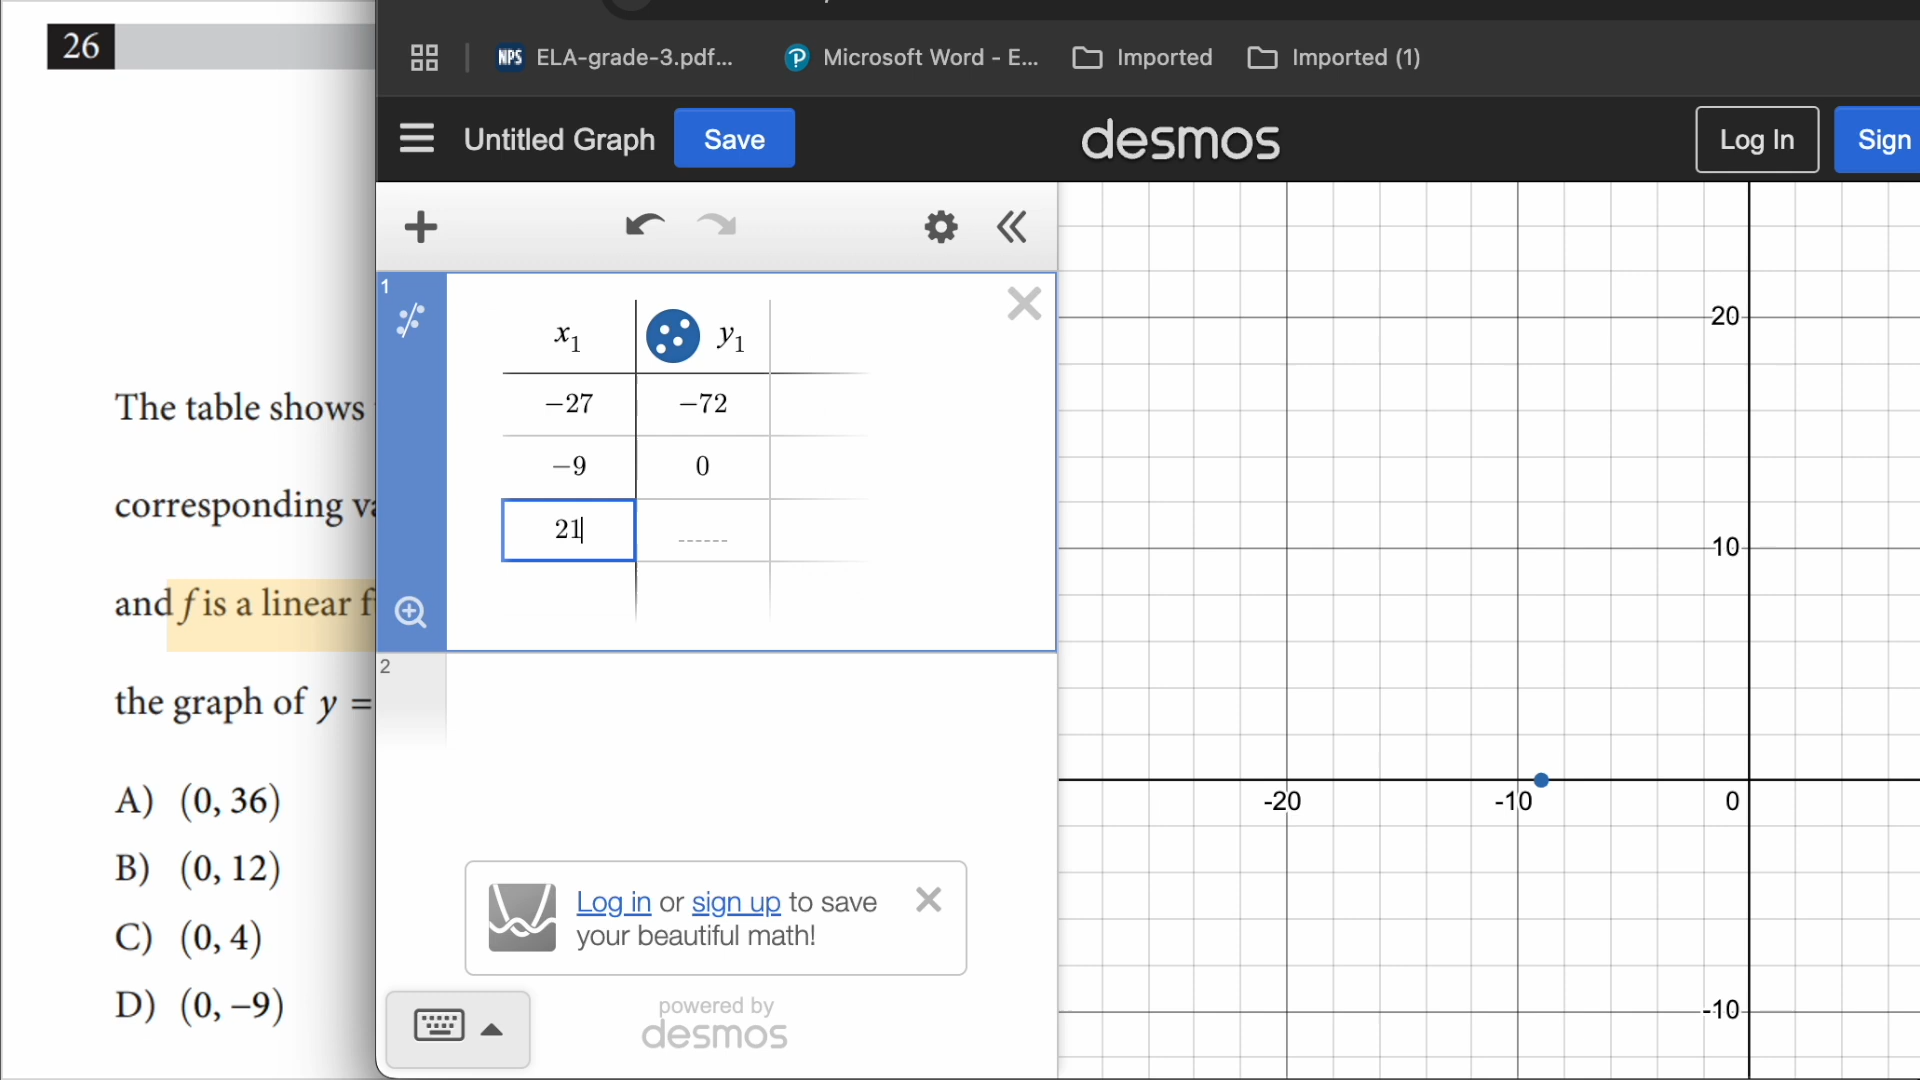 26
The table shows
corresponding va
and f is a linear f
the graph of y =
A) (0, 36)
B) (0, 12)
C) (0, 4)
D) (0, −9)
NPS ELA-grade-3.pdf...
Microsoft Word - E...
Imported
Imported (1)
Untitled Graph
Save
desmos
Log In
Sign
1
x₁ y₁
−27 −72
−9 0
21
2
Log in or sign up to save
your beautiful math!
powered by
desmos
20
10
-20 -10 0
-10